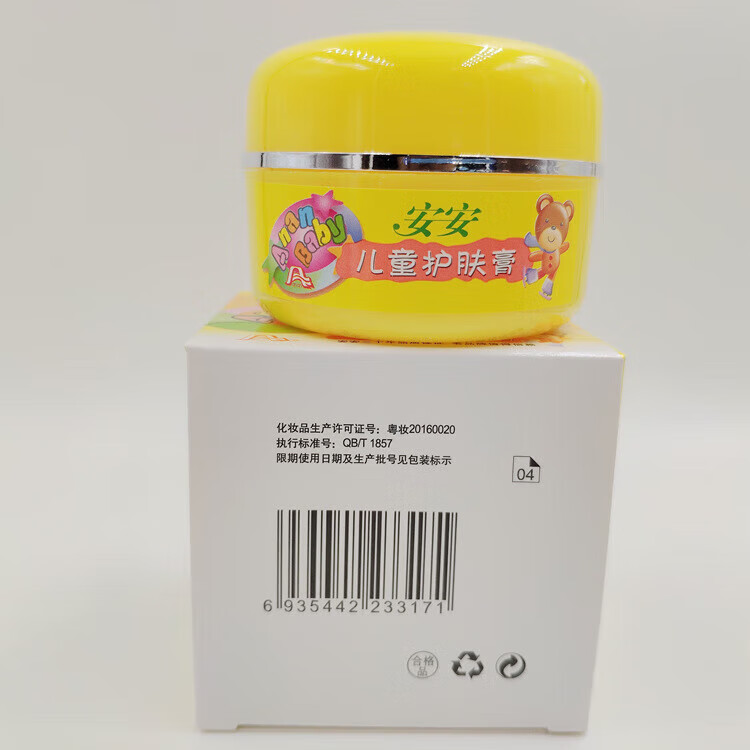 Anan
Baby
安安
儿童护肤膏
化妆品生产许可证号：粤妆20160020
执行标准号：QB/T 1857
限期使用日期及生产批号见包装标示
04
6 935442 233171
合格
品